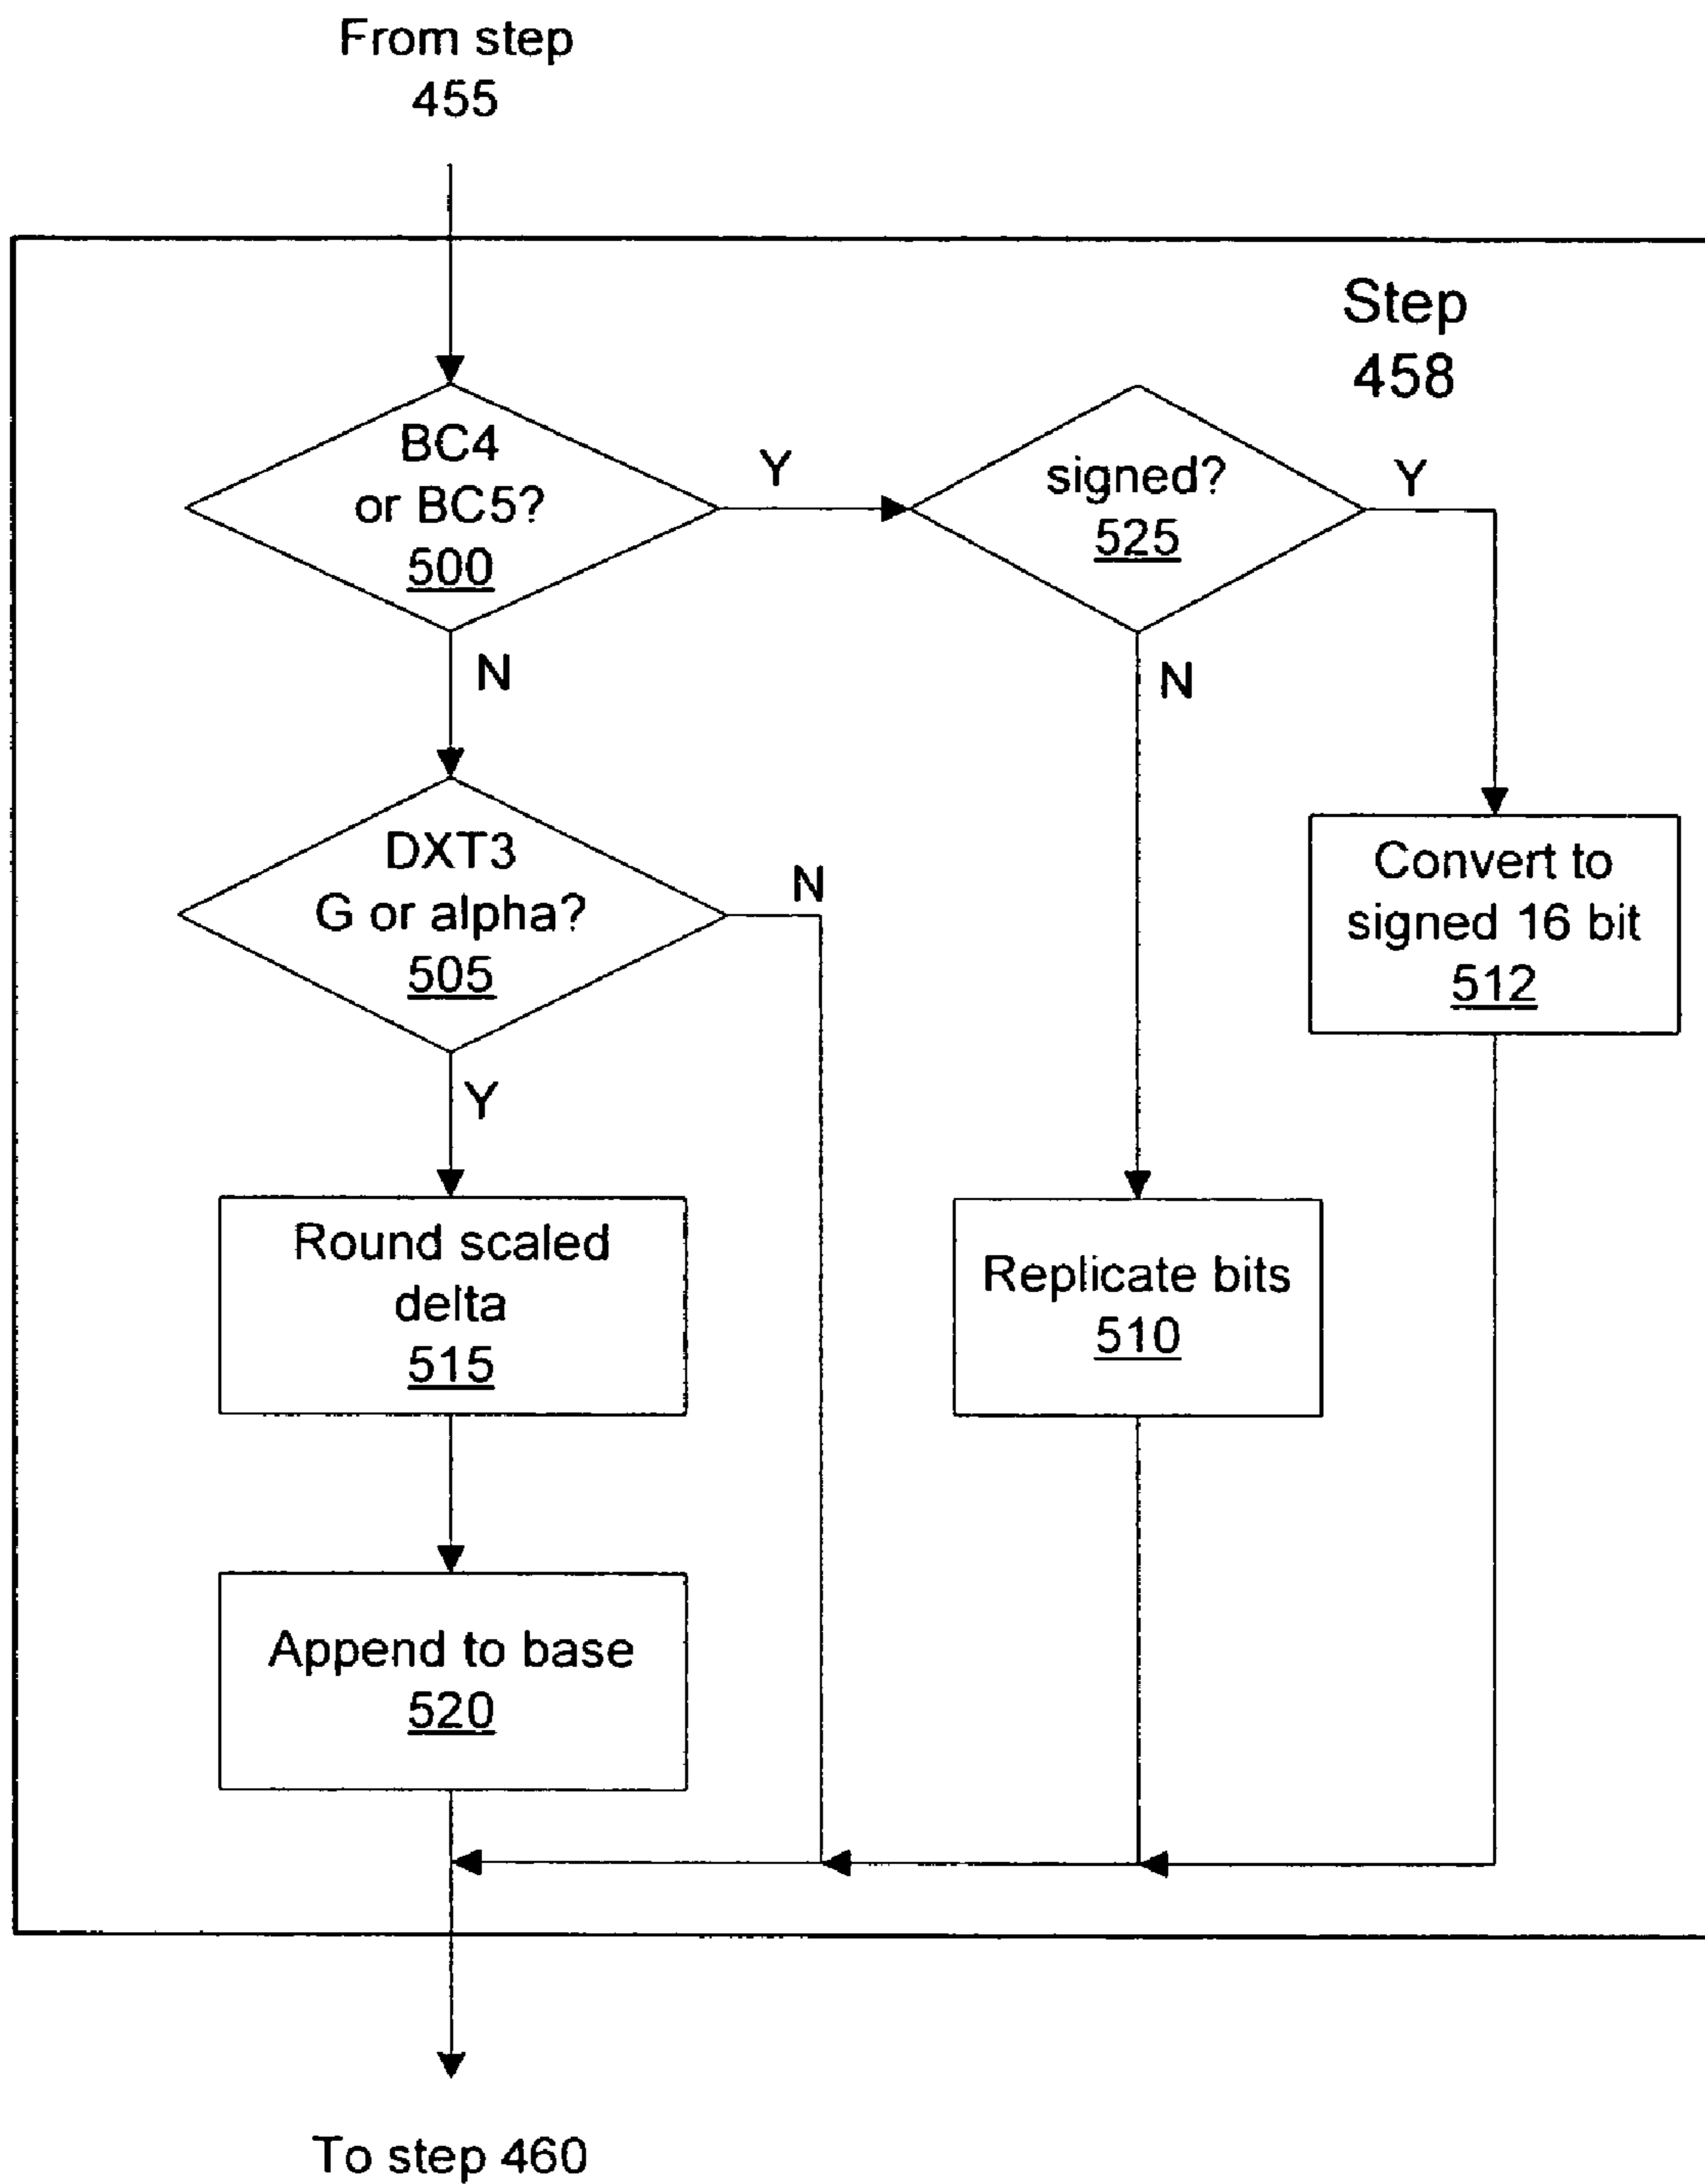 From step
455
Step
458
BC4
or BC5?
500
Y
signed?
525
Y
N
N
DXT3
G or alpha?
505
N
Convert to
signed 16 bit
512
Y
Round scaled
delta
515
Replicate bits
510
Append to base
520
To step 460